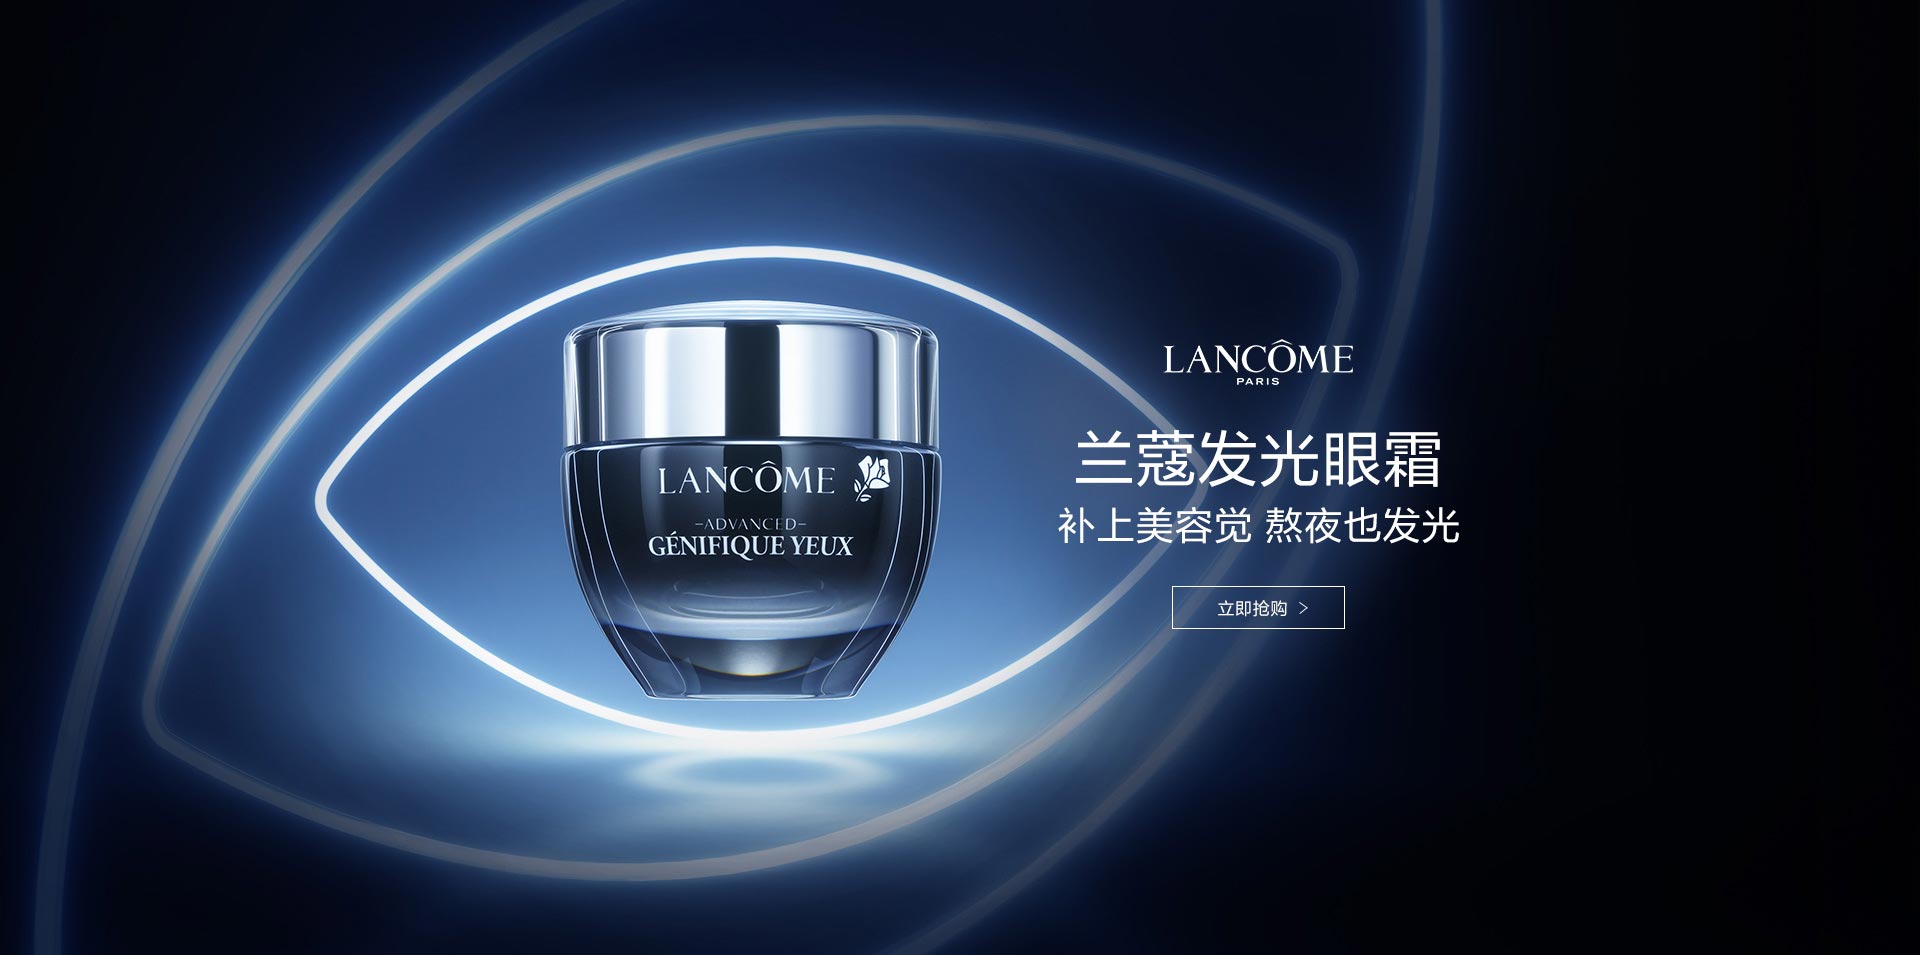 LANCÔME
-ADVANCED-
GÉNIFIQUE YEUX
LANCÔME
PARIS
兰蔻发光眼霜
补上美容觉 熬夜也发光
立即抢购 >